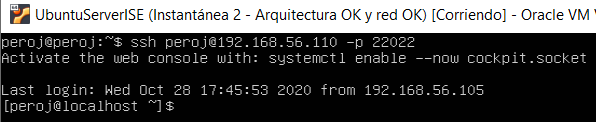 UbuntuServerISE (Instantánea 2 - Arquitectura OK y red OK) [Corriendo] - Oracle VM
peroj@peroj:~$ ssh peroj@192.168.56.110 -p 22022
Activate the web console with: systemctl enable --now cockpit.socket
Last login: Wed Oct 28 17:45:53 2020 from 192.168.56.105
[peroj@localhost ~]$